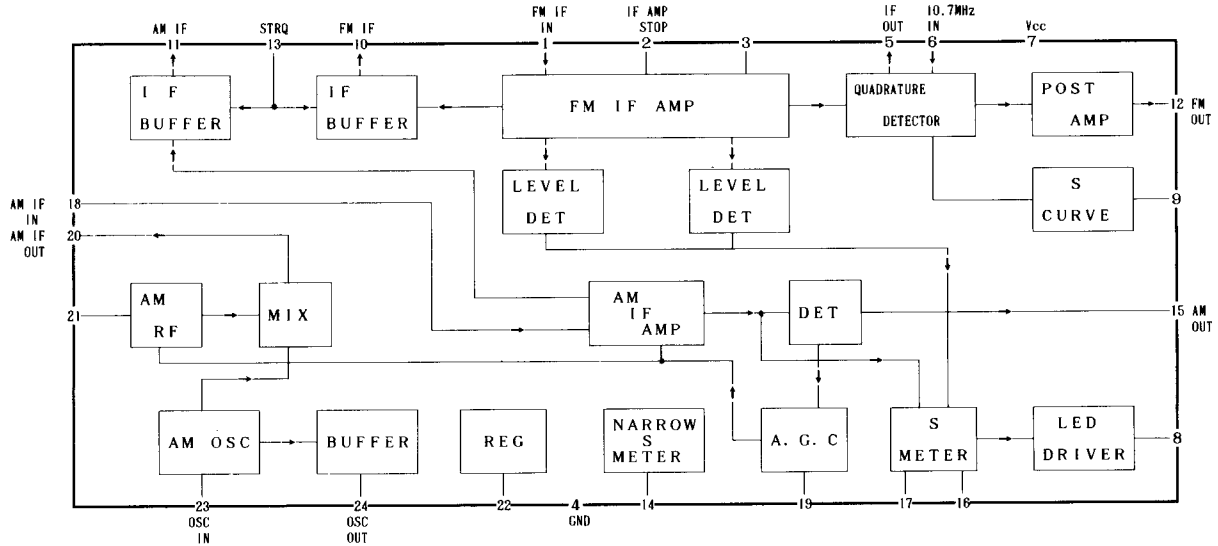 AM IF
11
STRQ
13
FM IF
10
FM IF
IN
1
IF AMP
STOP
2
3
IF
OUT
5
10.7MHz
IN
6
Vcc
7
IF
BUFFER
IF
BUFFER
FM IF AMP
QUADRATURE
DETECTOR
POST
AMP
12 FM
OUT
LEVEL
DET
LEVEL
DET
S
CURVE
9
AM IF 18
IN
AM IF 20
OUT
21
AM
RF
MIX
AM
IF
AMP
DET
15 AM
OUT
AM OSC
BUFFER
REG
NARROW
S
METER
A.G.C
S
METER
LED
DRIVER
8
23
OSC
IN
24
OSC
OUT
22
4
GND
14
19
17
16